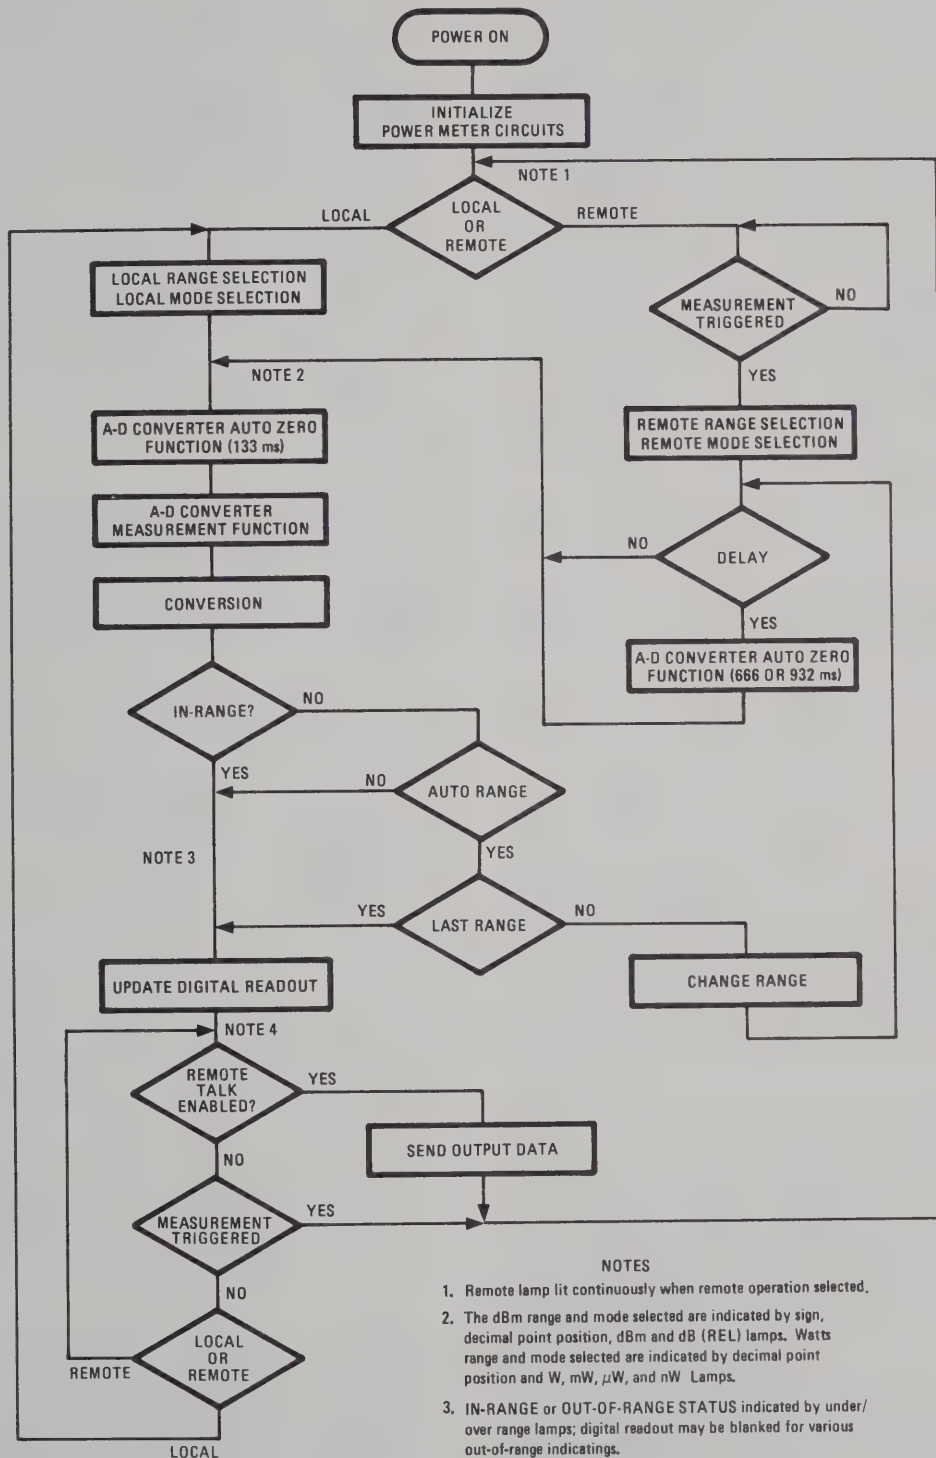 POWER ON
INITIALIZE
POWER METER CIRCUITS
NOTE 1
LOCAL
LOCAL
OR
REMOTE
REMOTE
LOCAL RANGE SELECTION
LOCAL MODE SELECTION
MEASUREMENT
TRIGGERED
NO
YES
NOTE 2
A-D CONVERTER AUTO ZERO
FUNCTION (133 ms)
REMOTE RANGE SELECTION
REMOTE MODE SELECTION
A-D CONVERTER
MEASUREMENT FUNCTION
NO
DELAY
YES
CONVERSION
A-D CONVERTER AUTO ZERO
FUNCTION (666 OR 932 ms)
IN-RANGE?
NO
YES
NO
AUTO RANGE
YES
NOTE 3
YES
LAST RANGE
NO
UPDATE DIGITAL READOUT
CHANGE RANGE
NOTE 4
REMOTE
TALK
ENABLED?
YES
SEND OUTPUT DATA
NO
MEASUREMENT
TRIGGERED
YES
NO
LOCAL
OR
REMOTE
REMOTE
LOCAL
NOTES
1. Remote lamp lit continuously when remote operation selected.
2. The dBm range and mode selected are indicated by sign,
decimal point position, dBm and dB (REL) lamps. Watts
range and mode selected are indicated by decimal point
position and W, mW, μW, and nW Lamps.
3. IN-RANGE or OUT-OF-RANGE STATUS indicated by under/
over range lamps; digital readout may be blanked for various
out-of-range indicatings.